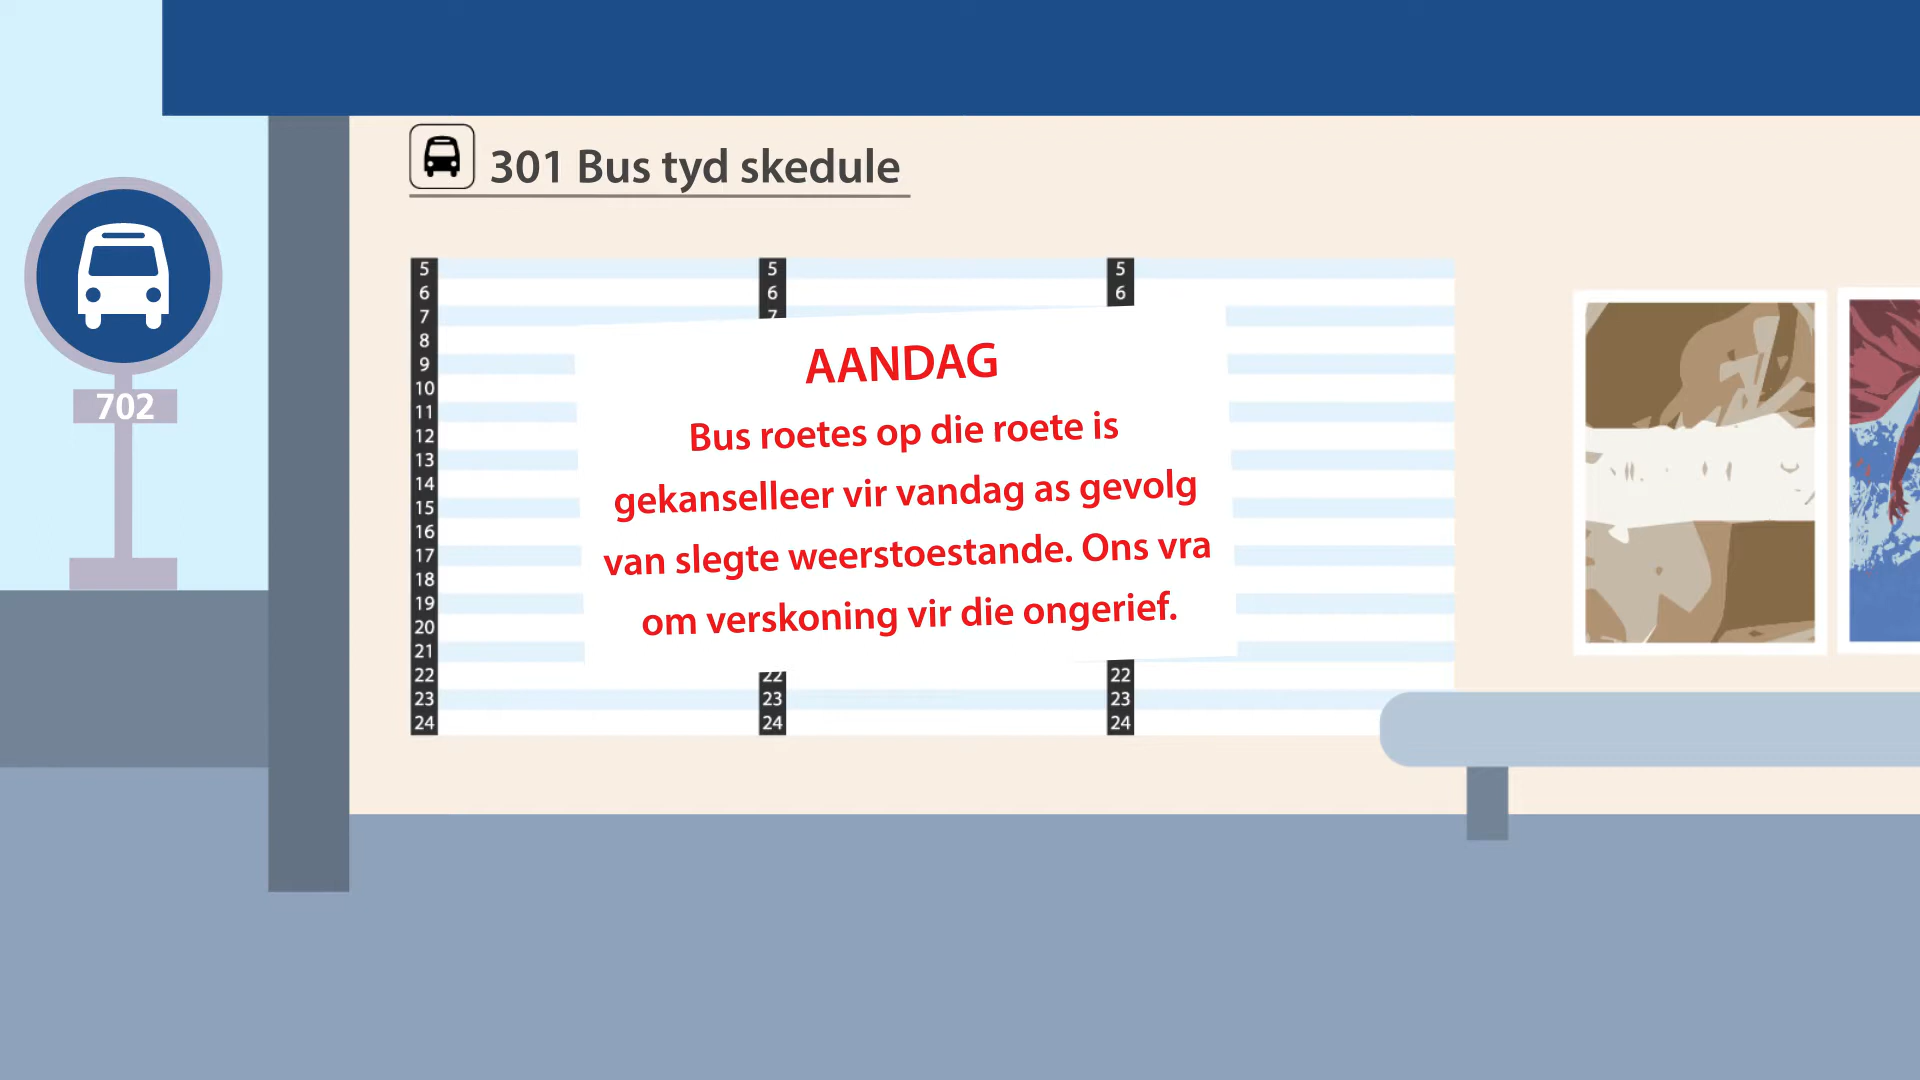 301 Bus tyd skedule
702
5 5 5
6 6 6
7 7
8
9
10
11
12
13
14
15
16
17
18
19
20
21
22 22 22
23 23 23
24 24 24
AANDAG
Bus roetes op die roete is
gekanselleer vir vandag as gevolg
van slegte weerstoestande. Ons vra
om verskoning vir die ongerief.